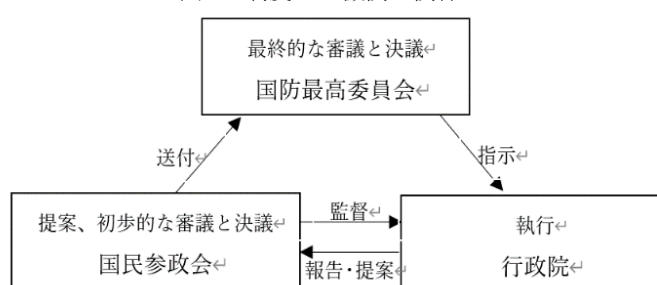 最終的な審議と決議↵
国防最高委員会↵
送付↵
指示↵
提案、初歩的な審議と決議↵
国民参政会↵
監督↵
報告・提案↵
執行↵
行政院↵